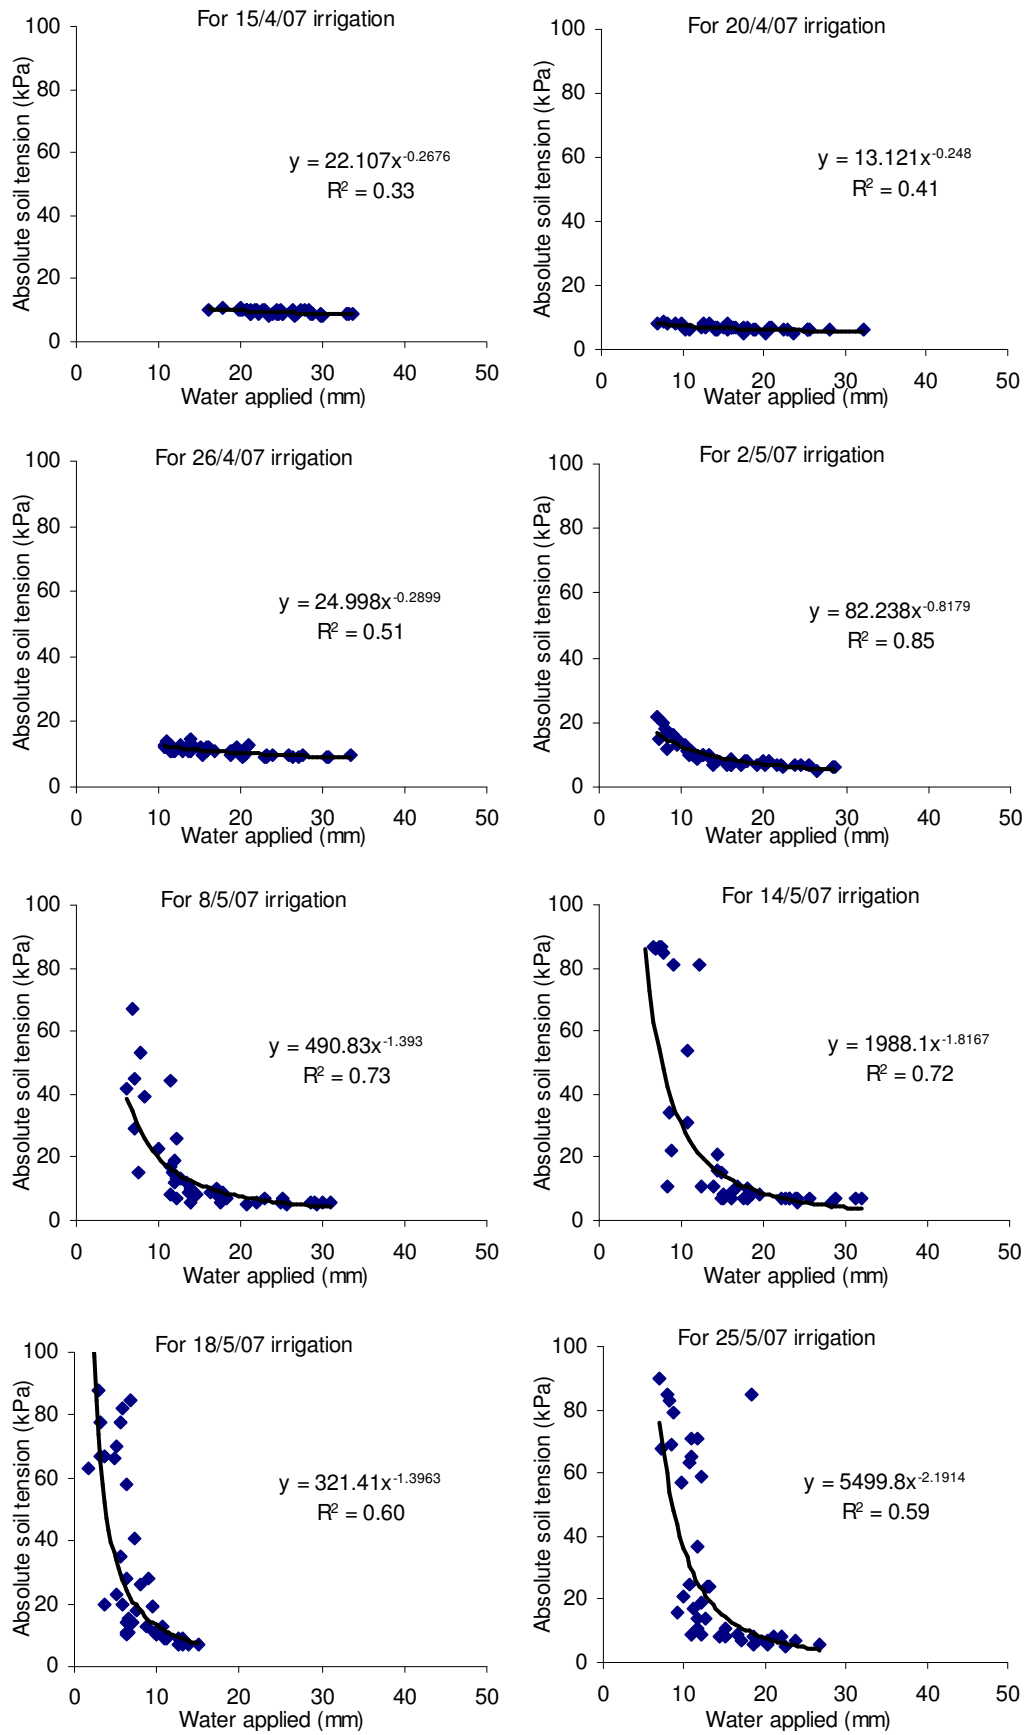 For 15/4/07 irrigation
Absolute soil tension (kPa)
100
80
60
40
20
0
y = 22.107x^-0.2676
R² = 0.33
0 10 20 30 40 50
Water applied (mm)
For 20/4/07 irrigation
Absolute soil tension (kPa)
100
80
60
40
20
0
y = 13.121x^-0.248
R² = 0.41
0 10 20 30 40 50
Water applied (mm)
For 26/4/07 irrigation
Absolute soil tension (kPa)
100
80
60
40
20
0
y = 24.998x^-0.2899
R² = 0.51
0 10 20 30 40 50
Water applied (mm)
For 2/5/07 irrigation
Absolute soil tension (kPa)
100
80
60
40
20
0
y = 82.238x^-0.8179
R² = 0.85
0 10 20 30 40 50
Water applied (mm)
For 8/5/07 irrigation
Absolute soil tension (kPa)
100
80
60
40
20
0
y = 490.83x^-1.393
R² = 0.73
0 10 20 30 40 50
Water applied (mm)
For 14/5/07 irrigation
Absolute soil tension (kPa)
100
80
60
40
20
0
y = 1988.1x^-1.8167
R² = 0.72
0 10 20 30 40 50
Water applied (mm)
For 18/5/07 irrigation
Absolute soil tension (kPa)
100
80
60
40
20
0
y = 321.41x^-1.3963
R² = 0.60
0 10 20 30 40 50
Water applied (mm)
For 25/5/07 irrigation
Absolute soil tension (kPa)
100
80
60
40
20
0
y = 5499.8x^-2.1914
R² = 0.59
0 10 20 30 40 50
Water applied (mm)